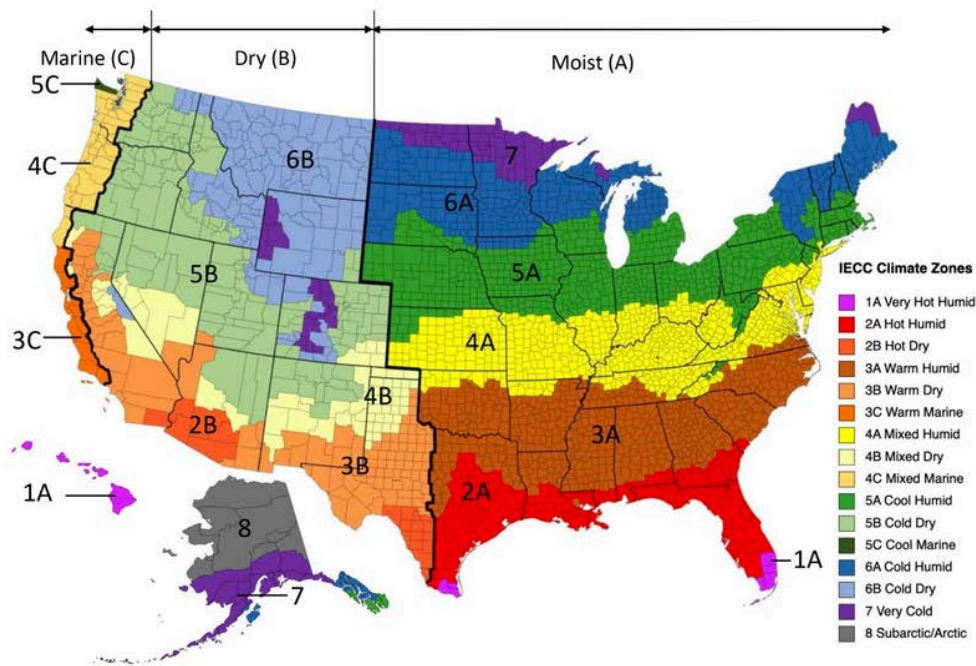 Marine (C)
Dry (B)
Moist (A)
5C
4C
3C
6B
5B
4B
2B
3B
7
6A
5A
4A
3A
2A
1A
1A
8
7
IECC Climate Zones
1A Very Hot Humid
2A Hot Humid
2B Hot Dry
3A Warm Humid
3B Warm Dry
3C Warm Marine
4A Mixed Humid
4B Mixed Dry
4C Mixed Marine
5A Cool Humid
5B Cold Dry
5C Cool Marine
6A Cold Humid
6B Cold Dry
7 Very Cold
8 Subarctic/Arctic